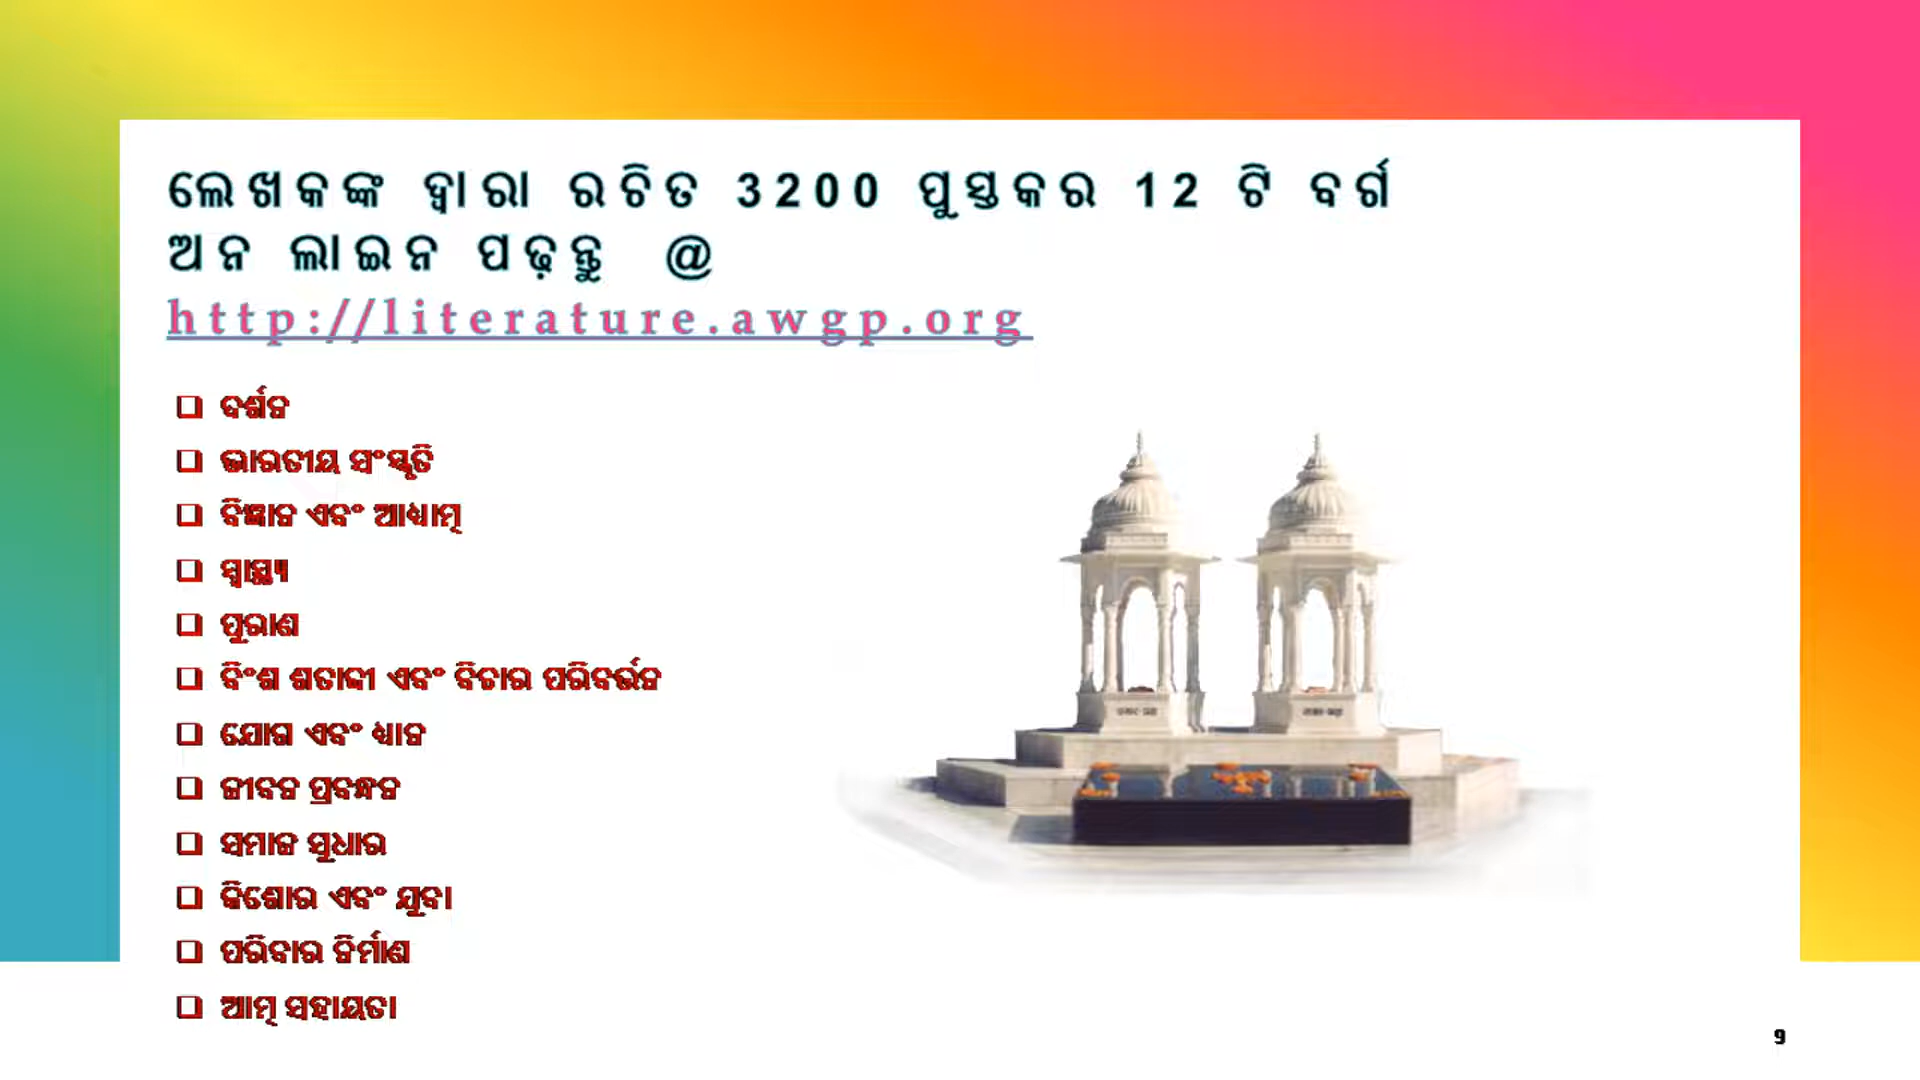 ଲେଖକଙ୍କ ଦ୍ୱାରା ରଚିତ 3200 ପୁସ୍ତକର 12 ଟି ବର୍ଗ
ଅନ ଲାଇନ ପଢ଼ନ୍ତୁ @
http://literature.awgp.org
❑ ଦର୍ଶନ
❑ ଭାରତୀୟ ସଂସ୍କୃତି
❑ ବିଜ୍ଞାନ ଏବଂ ଆଧ୍ୟାତ୍ମ
❑ ସ୍ୱାସ୍ଥ୍ୟ
❑ ପୁରାଣ
❑ ବିଂଶ ଶତାବ୍ଦୀ ଏବଂ ବିଚାର ପରିବର୍ତ୍ତନ
❑ ଯୋଗ ଏବଂ ଧ୍ୟାନ
❑ ଜୀବନ ପ୍ରବନ୍ଧନ
❑ ସମାଜ ସୁଧାର
❑ କିଶୋର ଏବଂ ଯୁବା
❑ ପରିବାର ନିର୍ମାଣ
❑ ଆତ୍ମ ସହାୟତା
9